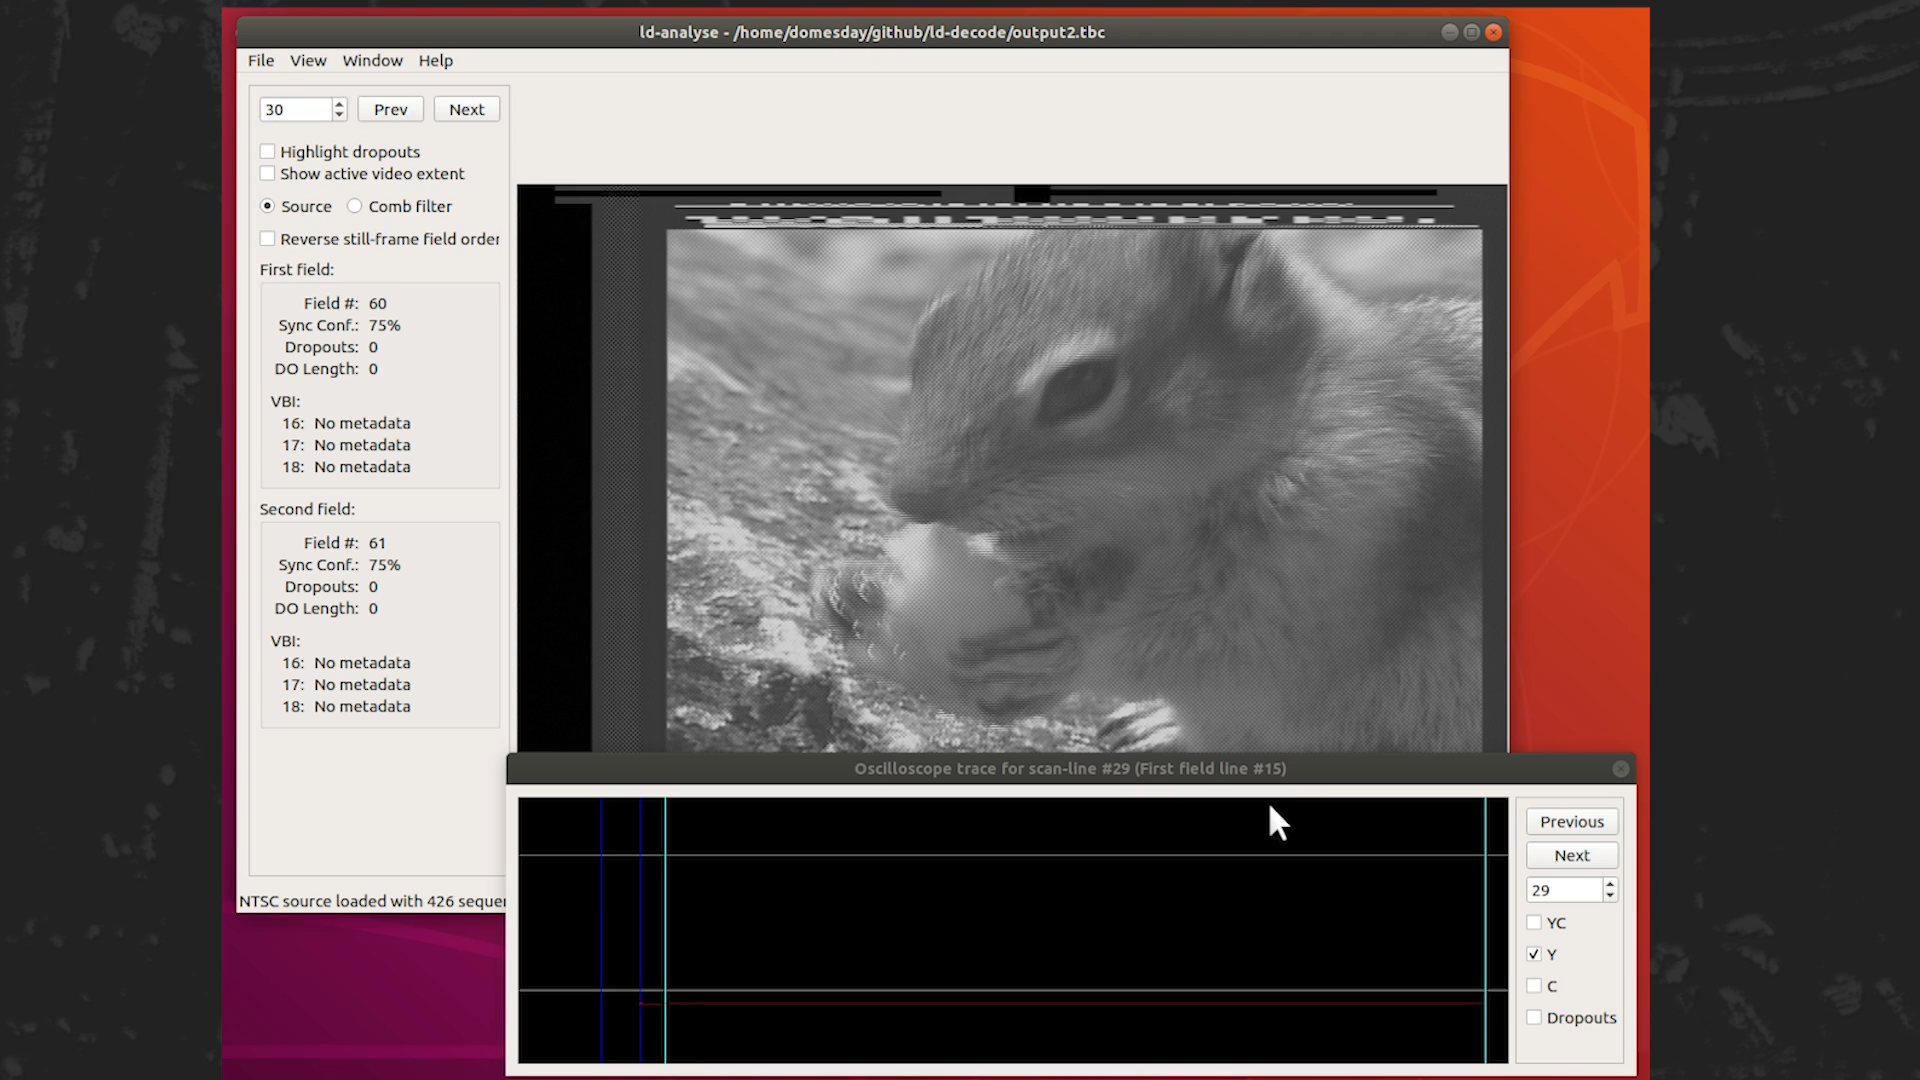 ld-analyse - /home/domesday/github/ld-decode/output2.tbc
File View Window Help
30 Prev Next
Highlight dropouts
Show active video extent
Source Comb filter
Reverse still-frame field order
First field:
Field #: 60
Sync Conf.: 75%
Dropouts: 0
DO Length: 0
VBI:
16: No metadata
17: No metadata
18: No metadata
Second field:
Field #: 61
Sync Conf.: 75%
Dropouts: 0
DO Length: 0
VBI:
16: No metadata
17: No metadata
18: No metadata
NTSC source loaded with 426 sequen
Oscilloscope trace for scan-line #29 (First field line #15)
Previous
Next
29
YC
Y
C
Dropouts